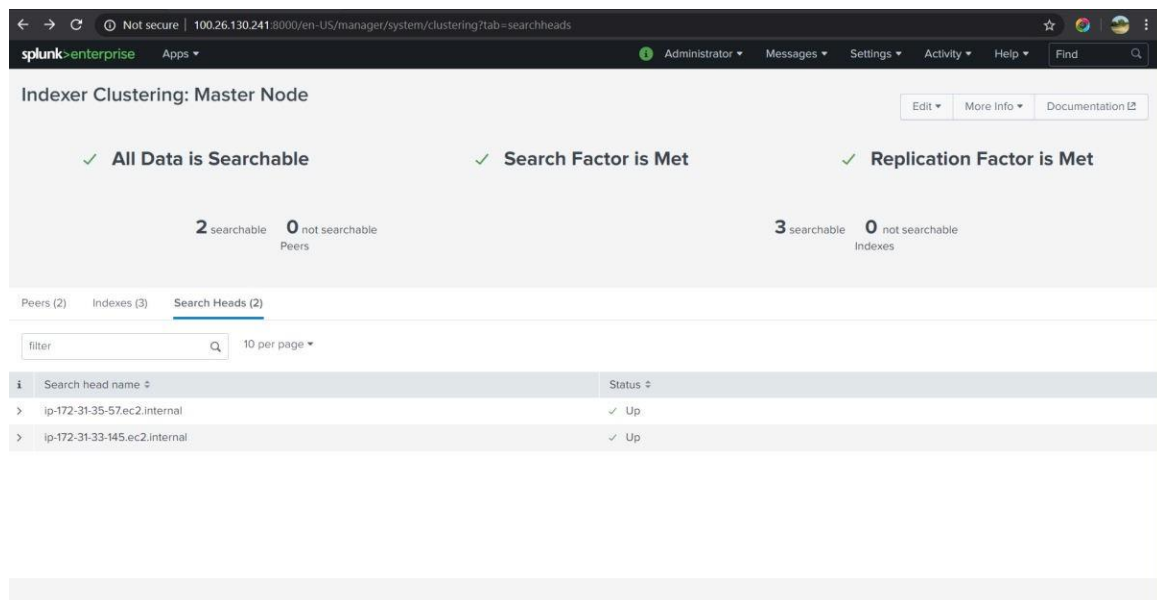 Not secure | 100.26.130.241:8000/en-US/manager/system/clustering?tab=searchheads
splunk>enterprise Apps i Administrator Messages Settings Activity Help Find
Indexer Clustering: Master Node
Edit More Info Documentation
All Data is Searchable Search Factor is Met Replication Factor is Met
2 searchable 0 not searchable 3 searchable 0 not searchable
Peers Indexes
Peers (2) Indexes (3) Search Heads (2)
filter 10 per page
i Search head name Status
ip-172-31-35-57.ec2.internal Up
ip-172-31-33-145.ec2.internal Up